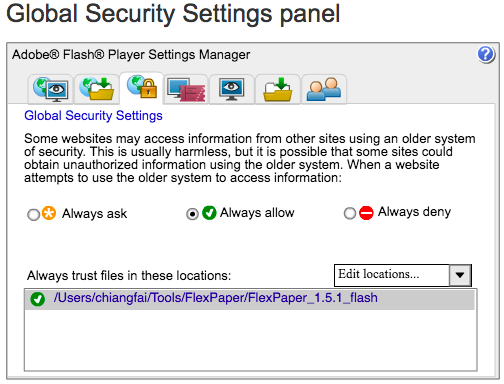 Global Security Settings panel
Adobe® Flash® Player Settings Manager
?
Global Security Settings
Some websites may access information from other sites using an older system
of security. This is usually harmless, but it is possible that some sites could
obtain unauthorized information using the older system. When a website
attempts to use the older system to access information:
Always ask Always allow Always deny
Always trust files in these locations: Edit locations...
/Users/chiangfai/Tools/FlexPaper/FlexPaper_1.5.1_flash